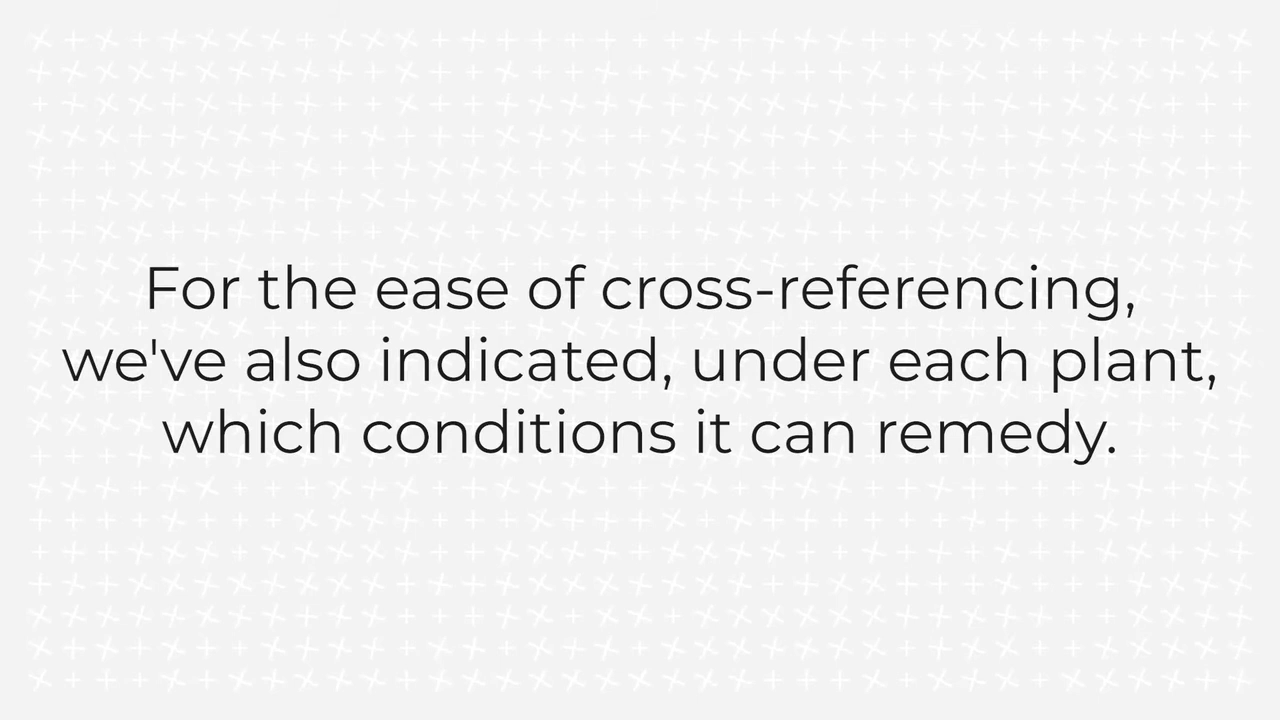 For the ease of cross-referencing,
we've also indicated, under each plant,
which conditions it can remedy.